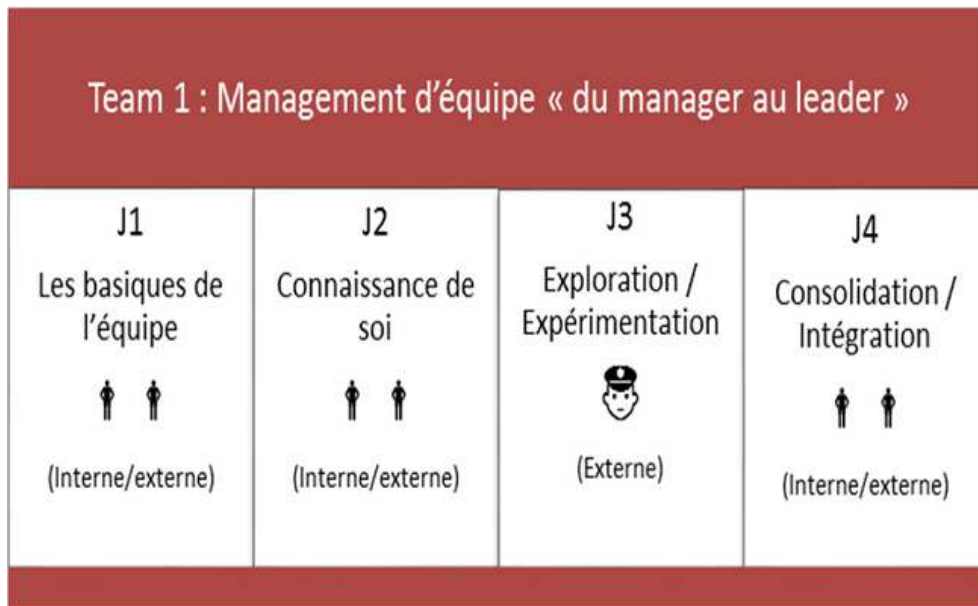 Team 1 : Management d’équipe « du manager au leader »
J1
Les basiques de
l’équipe
(Interne/externe)
J2
Connaissance de
soi
(Interne/externe)
J3
Exploration /
Expérimentation
(Externe)
J4
Consolidation /
Intégration
(Interne/externe)